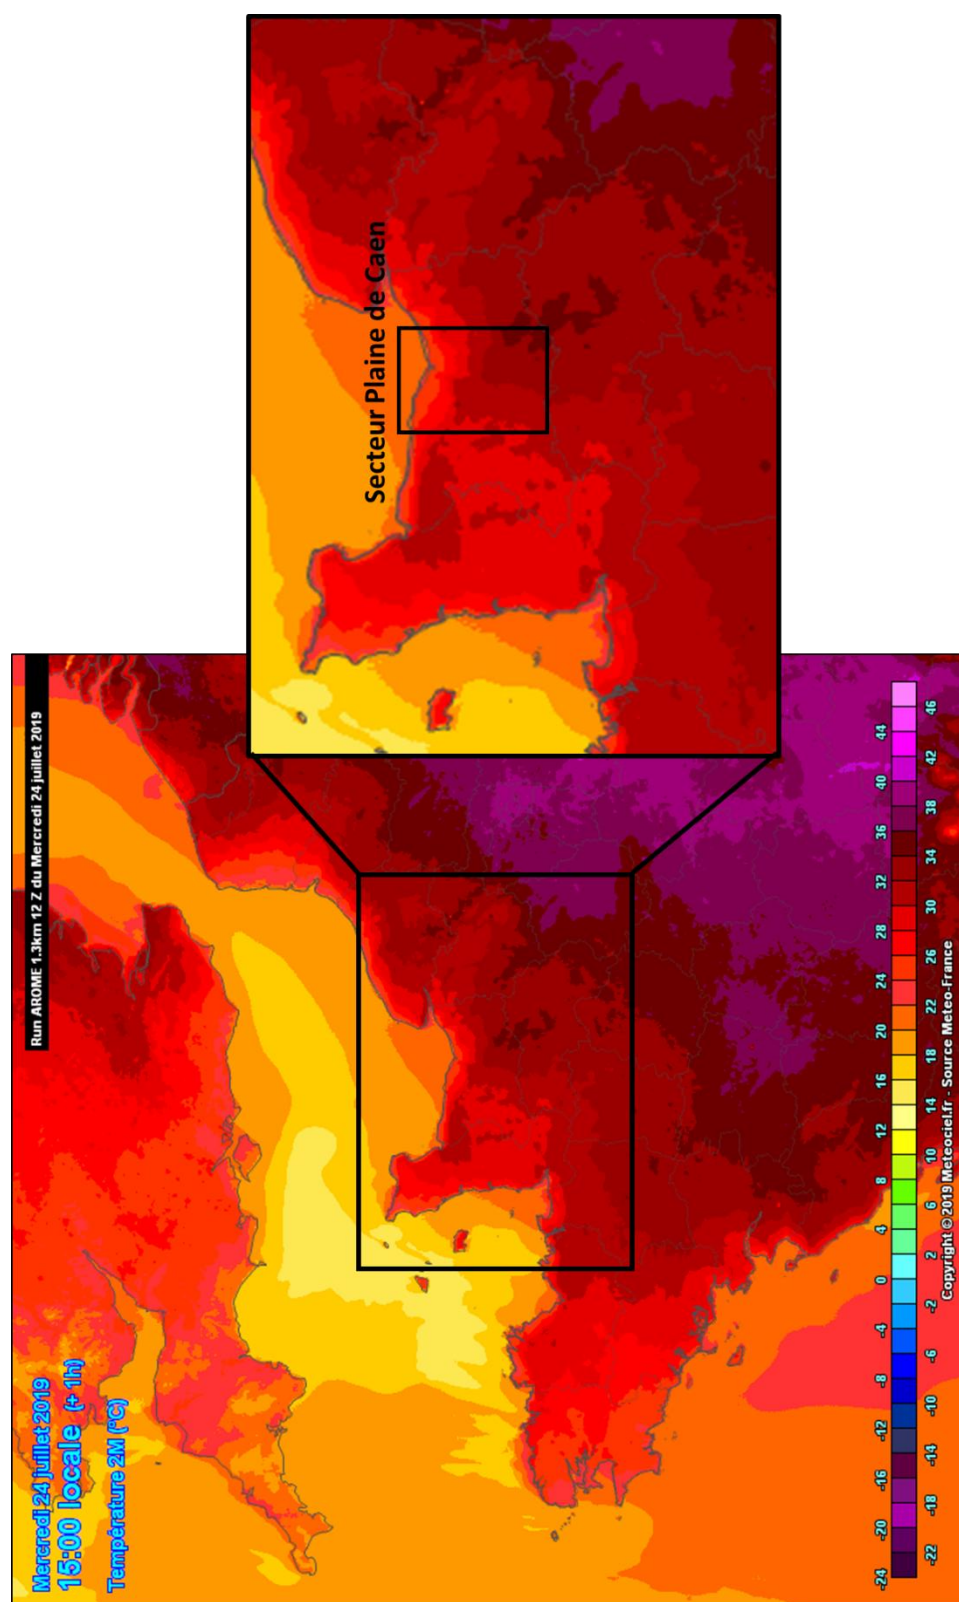 Mercredi 24 juillet 2019
15:00 locale (+ 1h)
Température 2M (°C)
Run AROME 1.3km 12 Z du Mercredi 24 juillet 2019
Secteur Plaine de Caen
-24 -20 -16 -12 -8 -4 0 4 8 12 16 20 24 28 32 36 40 44
-22 -18 -14 -10 -6 -2 2 6 10 14 18 22 26 30 34 38 42 46
Copyright © 2019 Meteociel.fr - Source Meteo-France